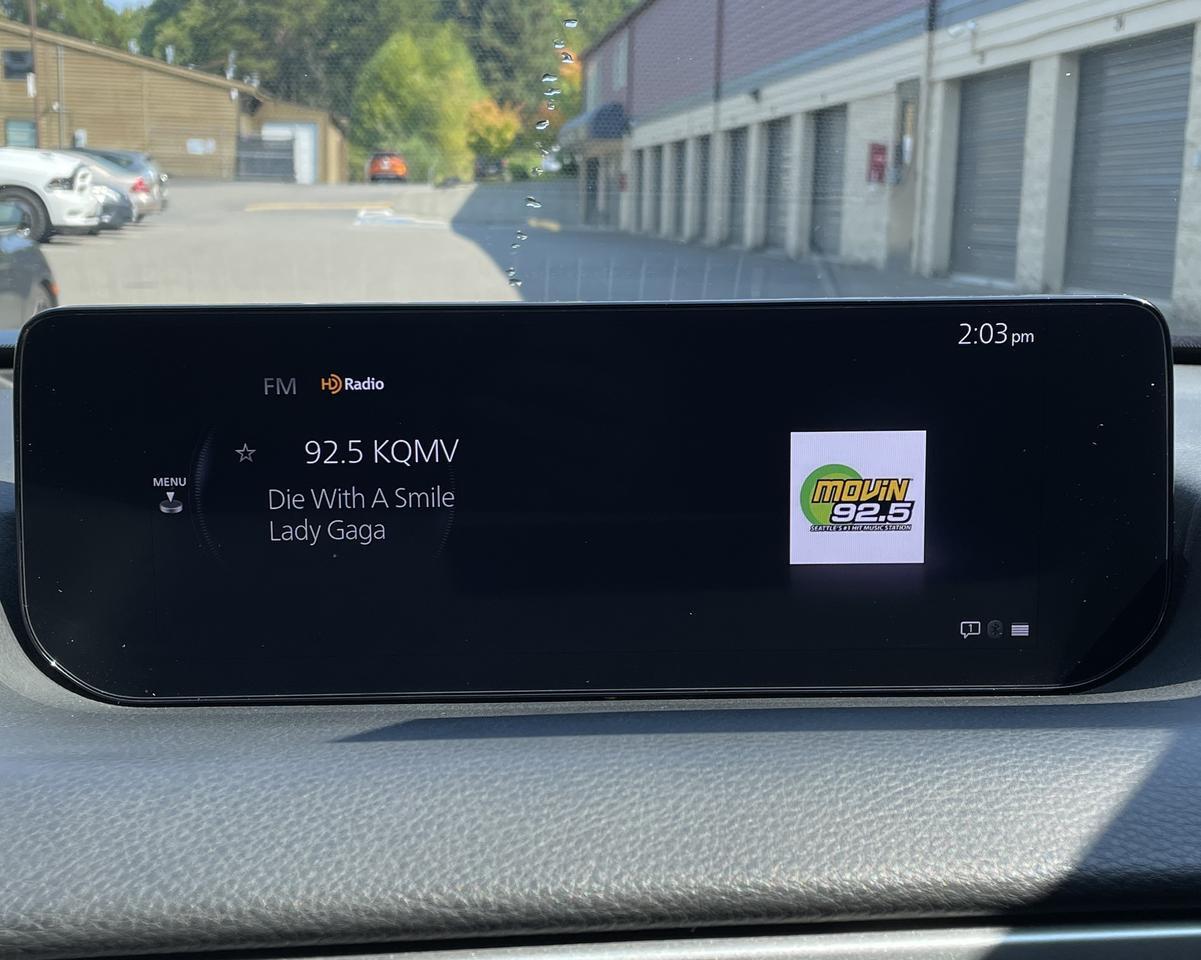 2:03 pm
FM HD Radio
92.5 KQMV
MENU
Die With A Smile
Lady Gaga
MOViN
92.5
SEATTLE'S #1 HIT MUSIC STATION
1